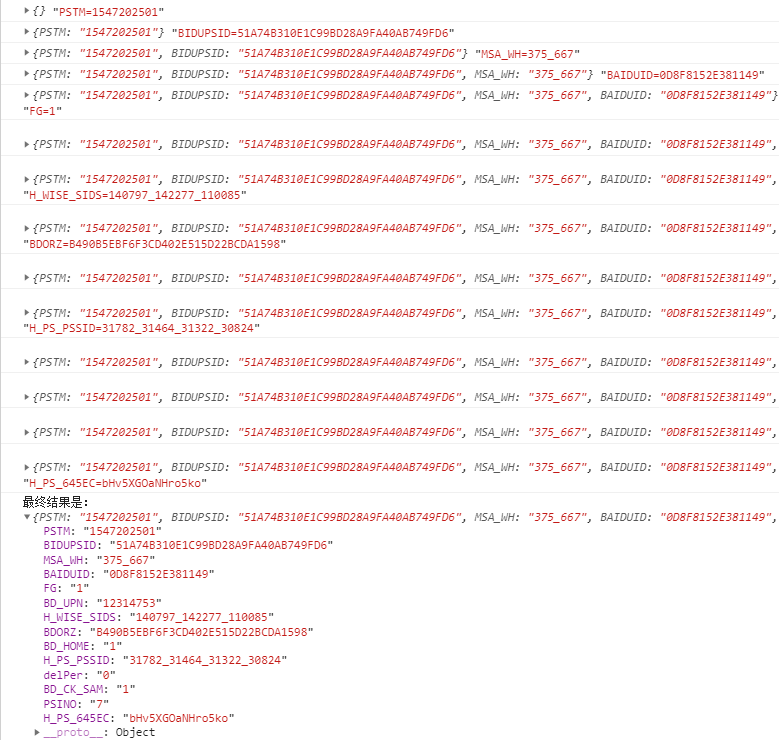 {} "PSTM=1547202501"
{PSTM: "1547202501"} "BIDUPSID=51A74B310E1C99BD28A9FA40AB749FD6"
{PSTM: "1547202501", BIDUPSID: "51A74B310E1C99BD28A9FA40AB749FD6"} "MSA_WH=375_667"
{PSTM: "1547202501", BIDUPSID: "51A74B310E1C99BD28A9FA40AB749FD6", MSA_WH: "375_667"} "BAIDUID=0D8F8152E381149"
{PSTM: "1547202501", BIDUPSID: "51A74B310E1C99BD28A9FA40AB749FD6", MSA_WH: "375_667", BAIDUID: "0D8F8152E381149"}
"FG=1"
{PSTM: "1547202501", BIDUPSID: "51A74B310E1C99BD28A9FA40AB749FD6", MSA_WH: "375_667", BAIDUID: "0D8F8152E381149",
{PSTM: "1547202501", BIDUPSID: "51A74B310E1C99BD28A9FA40AB749FD6", MSA_WH: "375_667", BAIDUID: "0D8F8152E381149",
"H_WISE_SIDS=140797_142277_110085"
{PSTM: "1547202501", BIDUPSID: "51A74B310E1C99BD28A9FA40AB749FD6", MSA_WH: "375_667", BAIDUID: "0D8F8152E381149",
"BDORZ=B490B5EBF6F3CD402E515D22BCDA1598"
{PSTM: "1547202501", BIDUPSID: "51A74B310E1C99BD28A9FA40AB749FD6", MSA_WH: "375_667", BAIDUID: "0D8F8152E381149",
{PSTM: "1547202501", BIDUPSID: "51A74B310E1C99BD28A9FA40AB749FD6", MSA_WH: "375_667", BAIDUID: "0D8F8152E381149",
"H_PS_PSSID=31782_31464_31322_30824"
{PSTM: "1547202501", BIDUPSID: "51A74B310E1C99BD28A9FA40AB749FD6", MSA_WH: "375_667", BAIDUID: "0D8F8152E381149",
{PSTM: "1547202501", BIDUPSID: "51A74B310E1C99BD28A9FA40AB749FD6", MSA_WH: "375_667", BAIDUID: "0D8F8152E381149",
{PSTM: "1547202501", BIDUPSID: "51A74B310E1C99BD28A9FA40AB749FD6", MSA_WH: "375_667", BAIDUID: "0D8F8152E381149",
{PSTM: "1547202501", BIDUPSID: "51A74B310E1C99BD28A9FA40AB749FD6", MSA_WH: "375_667", BAIDUID: "0D8F8152E381149",
"H_PS_645EC=bHv5XGOaNHro5ko"
最终结果是：
{PSTM: "1547202501", BIDUPSID: "51A74B310E1C99BD28A9FA40AB749FD6", MSA_WH: "375_667", BAIDUID: "0D8F8152E381149",
PSTM: "1547202501"
BIDUPSID: "51A74B310E1C99BD28A9FA40AB749FD6"
MSA_WH: "375_667"
BAIDUID: "0D8F8152E381149"
FG: "1"
BD_UPN: "12314753"
H_WISE_SIDS: "140797_142277_110085"
BDORZ: "B490B5EBF6F3CD402E515D22BCDA1598"
BD_HOME: "1"
H_PS_PSSID: "31782_31464_31322_30824"
delPer: "0"
BD_CK_SAM: "1"
PSINO: "7"
H_PS_645EC: "bHv5XGOaNHro5ko"
__proto__: Object